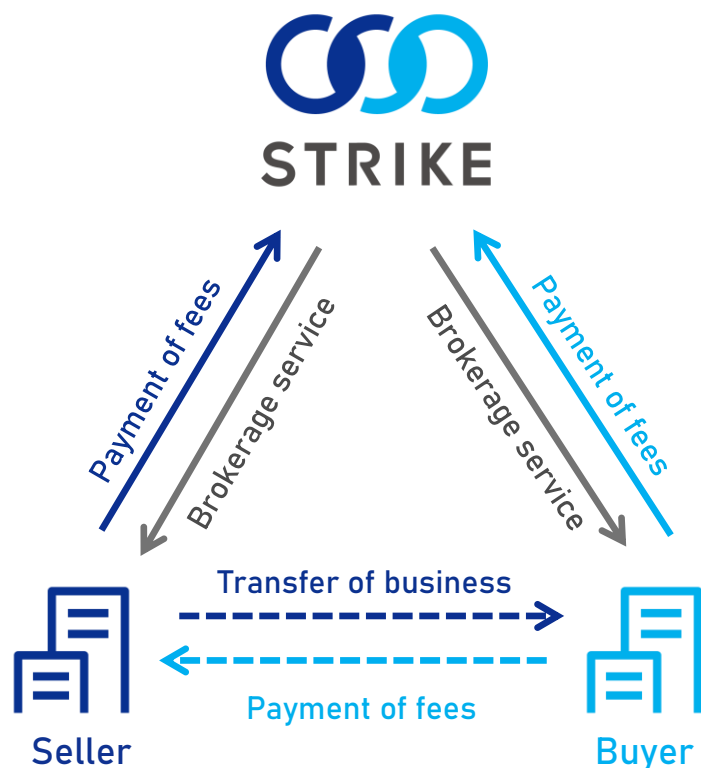 STRIKE
Payment of fees
Brokerage service
Brokerage service
Payment of fees
Transfer of business
Payment of fees
Seller
Buyer